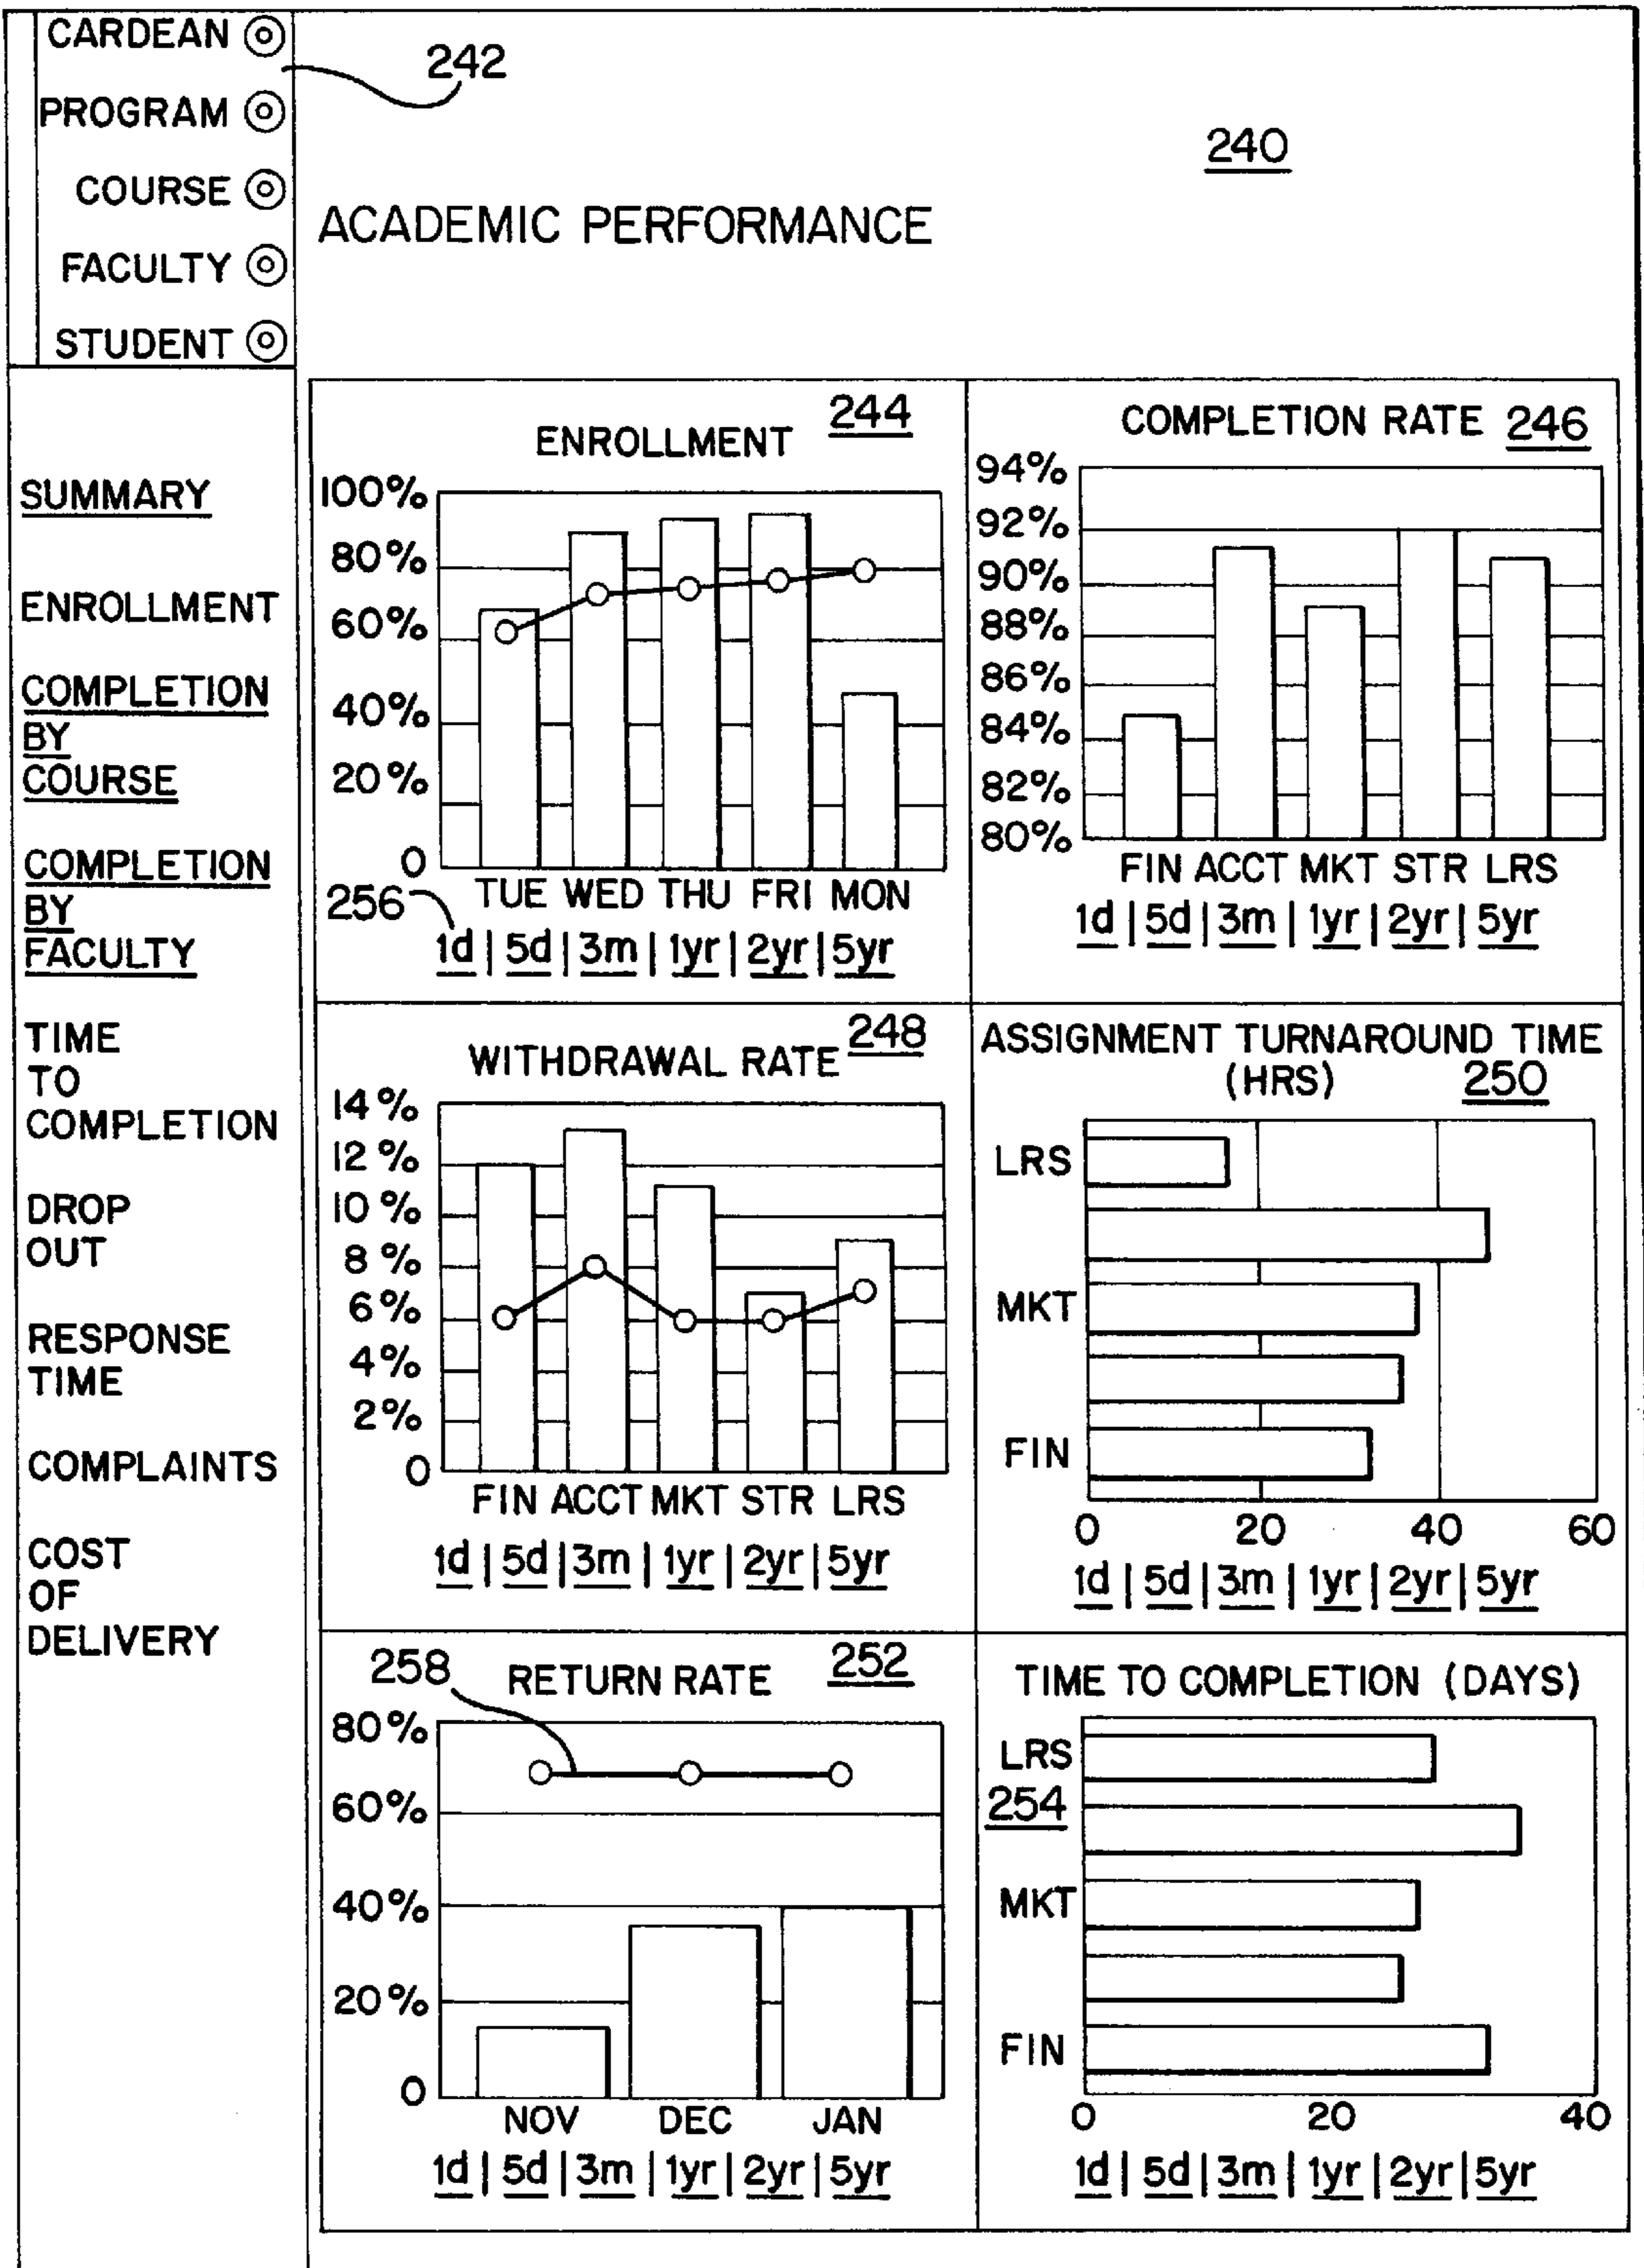 CARDEAN
242
PROGRAM
240
COURSE
ACADEMIC PERFORMANCE
FACULTY
STUDENT
SUMMARY
ENROLLMENT
COMPLETION
BY
COURSE
COMPLETION
BY
FACULTY
TIME
TO
COMPLETION
DROP
OUT
RESPONSE
TIME
COMPLAINTS
COST
OF
DELIVERY
ENROLLMENT 244
100%
80%
60%
40%
20%
0
TUE WED THU FRI MON
256
1d | 5d | 3m | 1yr | 2yr | 5yr
COMPLETION RATE 246
94%
92%
90%
88%
86%
84%
82%
80%
FIN ACCT MKT STR LRS
1d | 5d | 3m | 1yr | 2yr | 5yr
WITHDRAWAL RATE 248
14%
12%
10%
8%
6%
4%
2%
0
FIN ACCT MKT STR LRS
1d | 5d | 3m | 1yr | 2yr | 5yr
ASSIGNMENT TURNAROUND TIME
(HRS) 250
LRS
MKT
FIN
0 20 40 60
1d | 5d | 3m | 1yr | 2yr | 5yr
258 RETURN RATE 252
80%
60%
40%
20%
0
NOV DEC JAN
1d | 5d | 3m | 1yr | 2yr | 5yr
TIME TO COMPLETION (DAYS)
LRS
254
MKT
FIN
0 20 40
1d | 5d | 3m | 1yr | 2yr | 5yr